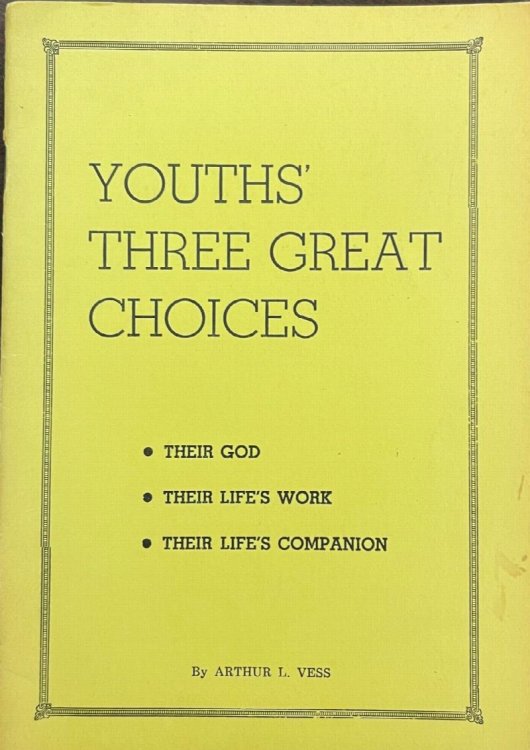 YOUTHS'
THREE GREAT
CHOICES
• THEIR GOD
• THEIR LIFE'S WORK
• THEIR LIFE'S COMPANION
By ARTHUR L. VESS